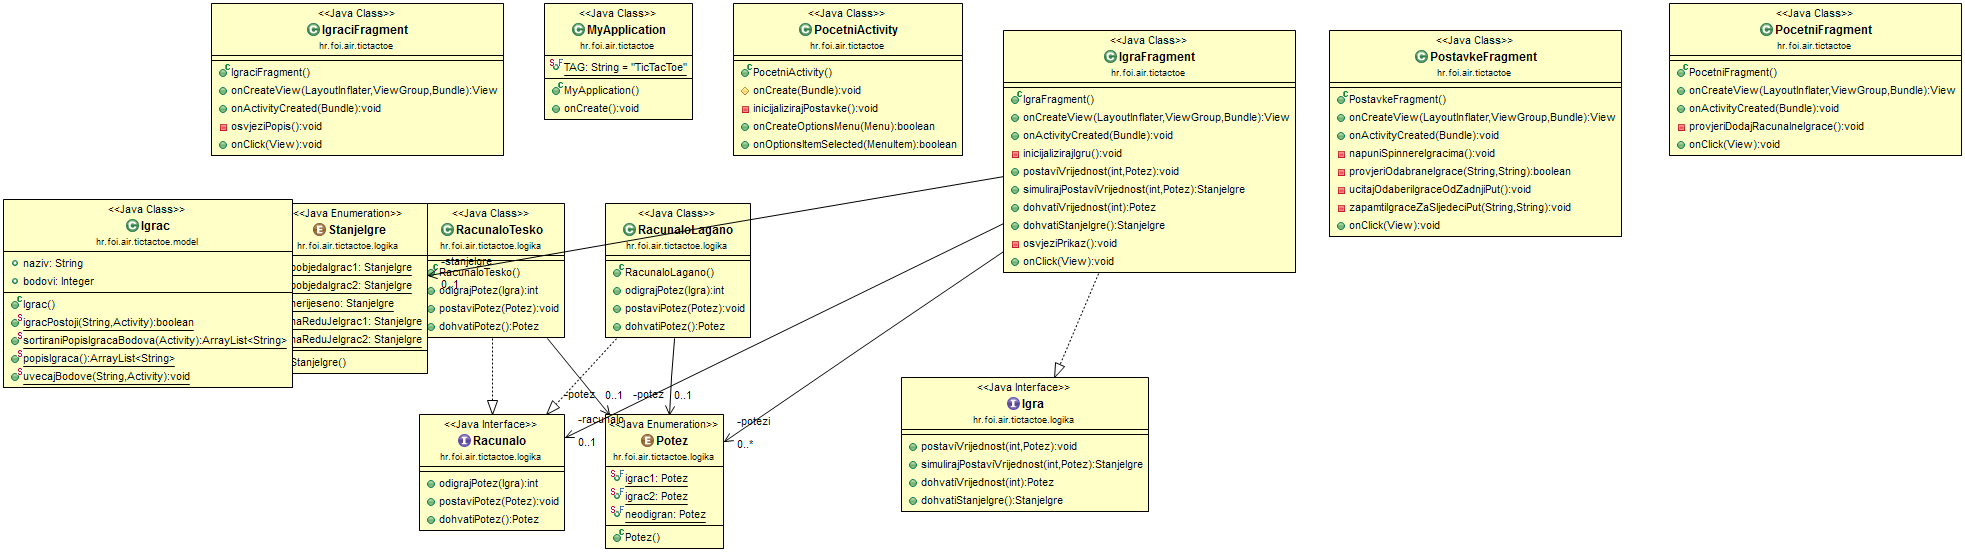 <<Java Class>>
IgraciFragment
hr.foi.air.tictactoe
IgraciFragment()
onCreateView(LayoutInflater,ViewGroup,Bundle):View
onActivityCreated(Bundle):void
osvjeziPopis():void
onClick(View):void
<<Java Class>>
MyApplication
hr.foi.air.tictactoe
TAG: String = "TicTacToe"
MyApplication()
onCreate():void
<<Java Class>>
PocetniActivity
hr.foi.air.tictactoe
PocetniActivity()
onCreate(Bundle):void
inicijalizirajPostavke():void
onCreateOptionsMenu(Menu):boolean
onOptionsItemSelected(MenuItem):boolean
<<Java Class>>
IgraFragment
hr.foi.air.tictactoe
IgraFragment()
onCreateView(LayoutInflater,ViewGroup,Bundle):View
onActivityCreated(Bundle):void
inicijalizirajIgru():void
postaviVrijednost(int,Potez):void
simulirajPostaviVrijednost(int,Potez):StanjeIgre
dohvatiVrijednost(int):Potez
dohvatiStanjeIgre():StanjeIgre
osvjeziPrikaz():void
onClick(View):void
<<Java Class>>
PostavkeFragment
hr.foi.air.tictactoe
PostavkeFragment()
onCreateView(LayoutInflater,ViewGroup,Bundle):View
onActivityCreated(Bundle):void
napuniSpinnereIgracima():void
provjeriOdabraneIgrace(String,String):boolean
ucitajOdaberiIgraceOdZadnjiPut():void
zapamtiIgraceZaSljedeciPut(String,String):void
onClick(View):void
<<Java Class>>
PocetniFragment
hr.foi.air.tictactoe
PocetniFragment()
onCreateView(LayoutInflater,ViewGroup,Bundle):View
onActivityCreated(Bundle):void
provjeriDodajRacunalneIgrace():void
onClick(View):void
<<Java Class>>
Igrac
hr.foi.air.tictactoe.model
naziv: String
bodovi: Integer
Igrac()
igracPostoji(String,Activity):boolean
sortiraniPopisIgracaBodova(Activity):ArrayList<String>
popisIgraca():ArrayList<String>
uvecajBodove(String,Activity):void
<<Java Enumeration>>
StanjeIgre
hr.foi.air.tictactoe.logika
pobjedaIgrac1: StanjeIgre
pobjedaIgrac2: StanjeIgre
nerijeseno: StanjeIgre
naReduJeIgrac1: StanjeIgre
naReduJeIgrac2: StanjeIgre
StanjeIgre()
<<Java Class>>
RacunaloTesko
hr.foi.air.tictactoe.logika
-stanjeIgre
RacunaloTesko()
0..1
odigrajPotez(Igra):int
postaviPotez(Potez):void
dohvatiPotez():Potez
<<Java Class>>
RacunaloLagano
hr.foi.air.tictactoe.logika
RacunaloLagano()
odigrajPotez(Igra):int
postaviPotez(Potez):void
dohvatiPotez():Potez
-potez 0..1
-potez 0..1
-racunalo
0..1
-potezi
0..*
<<Java Interface>>
Racunalo
hr.foi.air.tictactoe.logika
odigrajPotez(Igra):int
postaviPotez(Potez):void
dohvatiPotez():Potez
<<Java Enumeration>>
Potez
hr.foi.air.tictactoe.logika
igrac1: Potez
igrac2: Potez
neodigran: Potez
Potez()
<<Java Interface>>
Igra
hr.foi.air.tictactoe.logika
postaviVrijednost(int,Potez):void
simulirajPostaviVrijednost(int,Potez):StanjeIgre
dohvatiVrijednost(int):Potez
dohvatiStanjeIgre():StanjeIgre